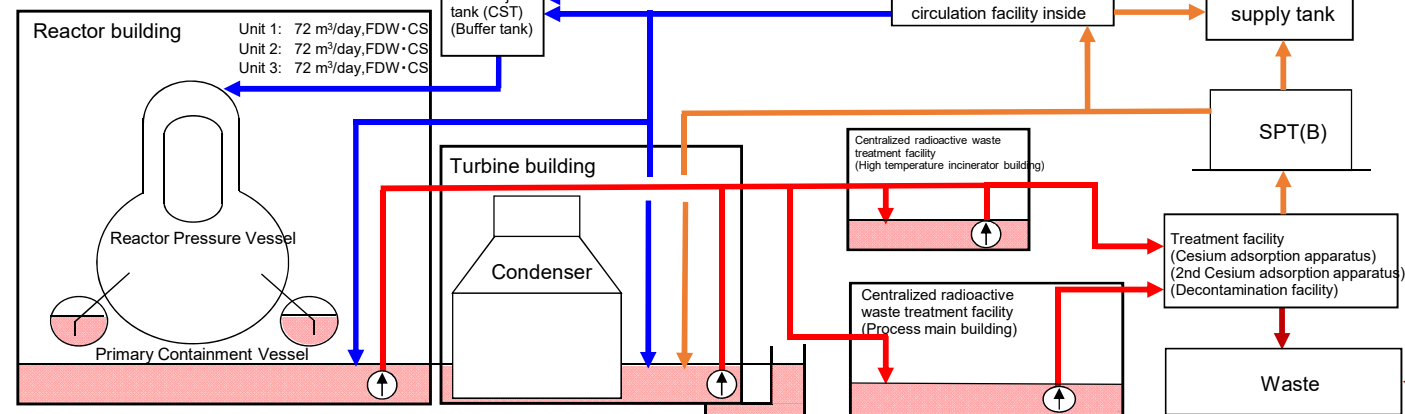 tank (CST)
(Buffer tank)
circulation facility inside
supply tank
Reactor building
Unit 1: 72 m³/day,FDW･CS
Unit 2: 72 m³/day,FDW･CS
Unit 3: 72 m³/day,FDW･CS
Turbine building
Centralized radioactive waste
treatment facility
(High temperature incinerator building)
SPT(B)
Reactor Pressure Vessel
Condenser
Treatment facility
(Cesium adsorption apparatus)
(2nd Cesium adsorption apparatus)
(Decontamination facility)
Centralized radioactive
waste treatment facility
(Process main building)
Primary Containment Vessel
Waste